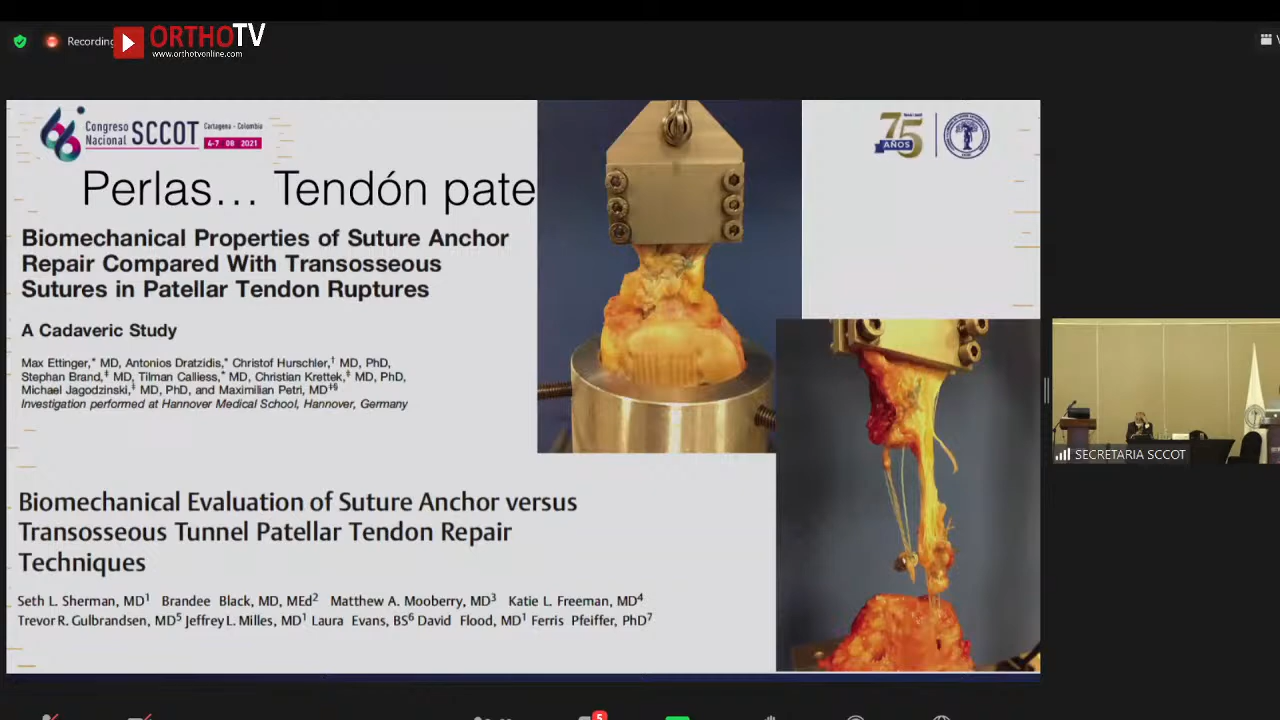 Recording
ORTHOTV
www.orthotvonline.com
66
Congreso
Nacional SCCOT
Cartagena - Colombia
4-7 08 2021
75
AÑOS
Perlas... Tendón pate
Biomechanical Properties of Suture Anchor
Repair Compared With Transosseous
Sutures in Patellar Tendon Ruptures
A Cadaveric Study
Max Ettinger,* MD, Antonios Dratzidis,* Christof Hurschler,† MD, PhD,
Stephan Brand,‡ MD, Tilman Calliess,* MD, Christian Krettek,‡ MD, PhD,
Michael Jagodzinski,‡ MD, PhD, and Maximilian Petri, MD‡§
Investigation performed at Hannover Medical School, Hannover, Germany
SECRETARIA SCCOT
Biomechanical Evaluation of Suture Anchor versus
Transosseous Tunnel Patellar Tendon Repair
Techniques
Seth L. Sherman, MD1 Brandee Black, MD, MEd2 Matthew A. Mooberry, MD3 Katie L. Freeman, MD4
Trevor R. Gulbrandsen, MD5 Jeffrey L. Milles, MD1 Laura Evans, BS6 David Flood, MD1 Ferris Pfeiffer, PhD7
5